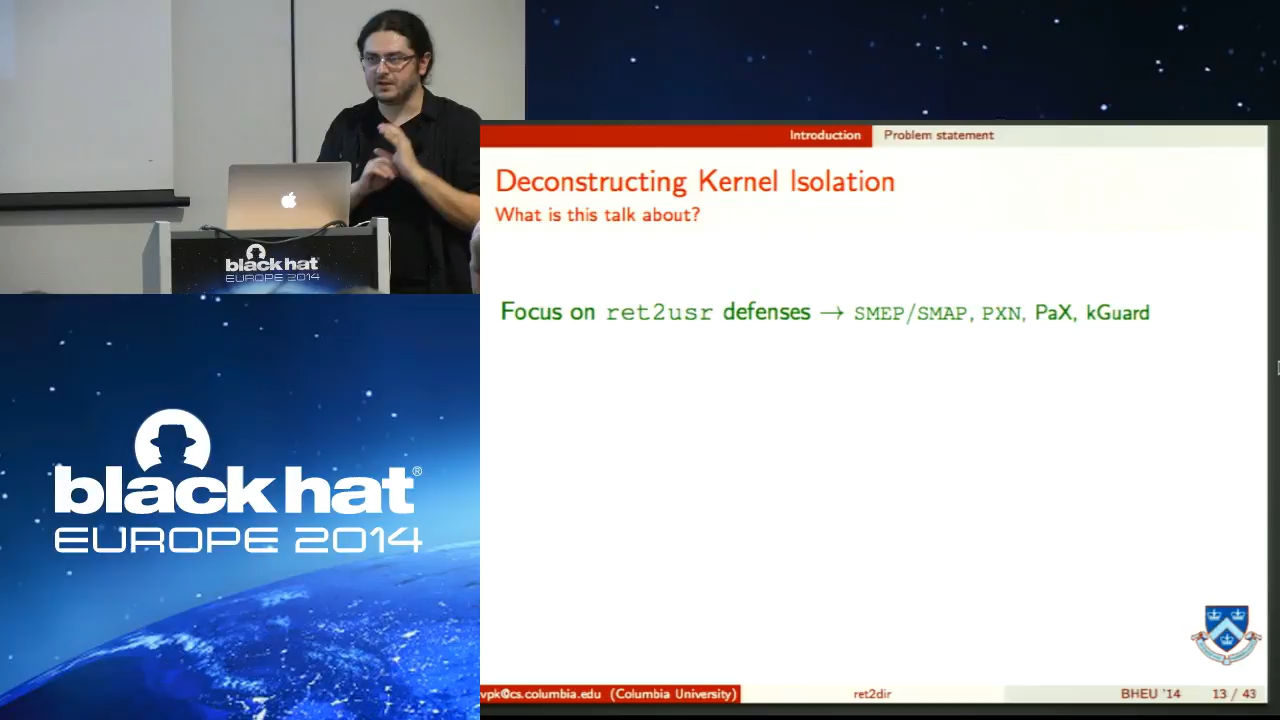 black hat
EUROPE 2014
Introduction
Problem statement
Deconstructing Kernel Isolation
What is this talk about?
Focus on ret2usr defenses → SMEP/SMAP, PXN, PaX, kGuard
black hat®
EUROPE 2014
vpk@cs.columbia.edu (Columbia University)
ret2dir
BHEU '14
13 / 43